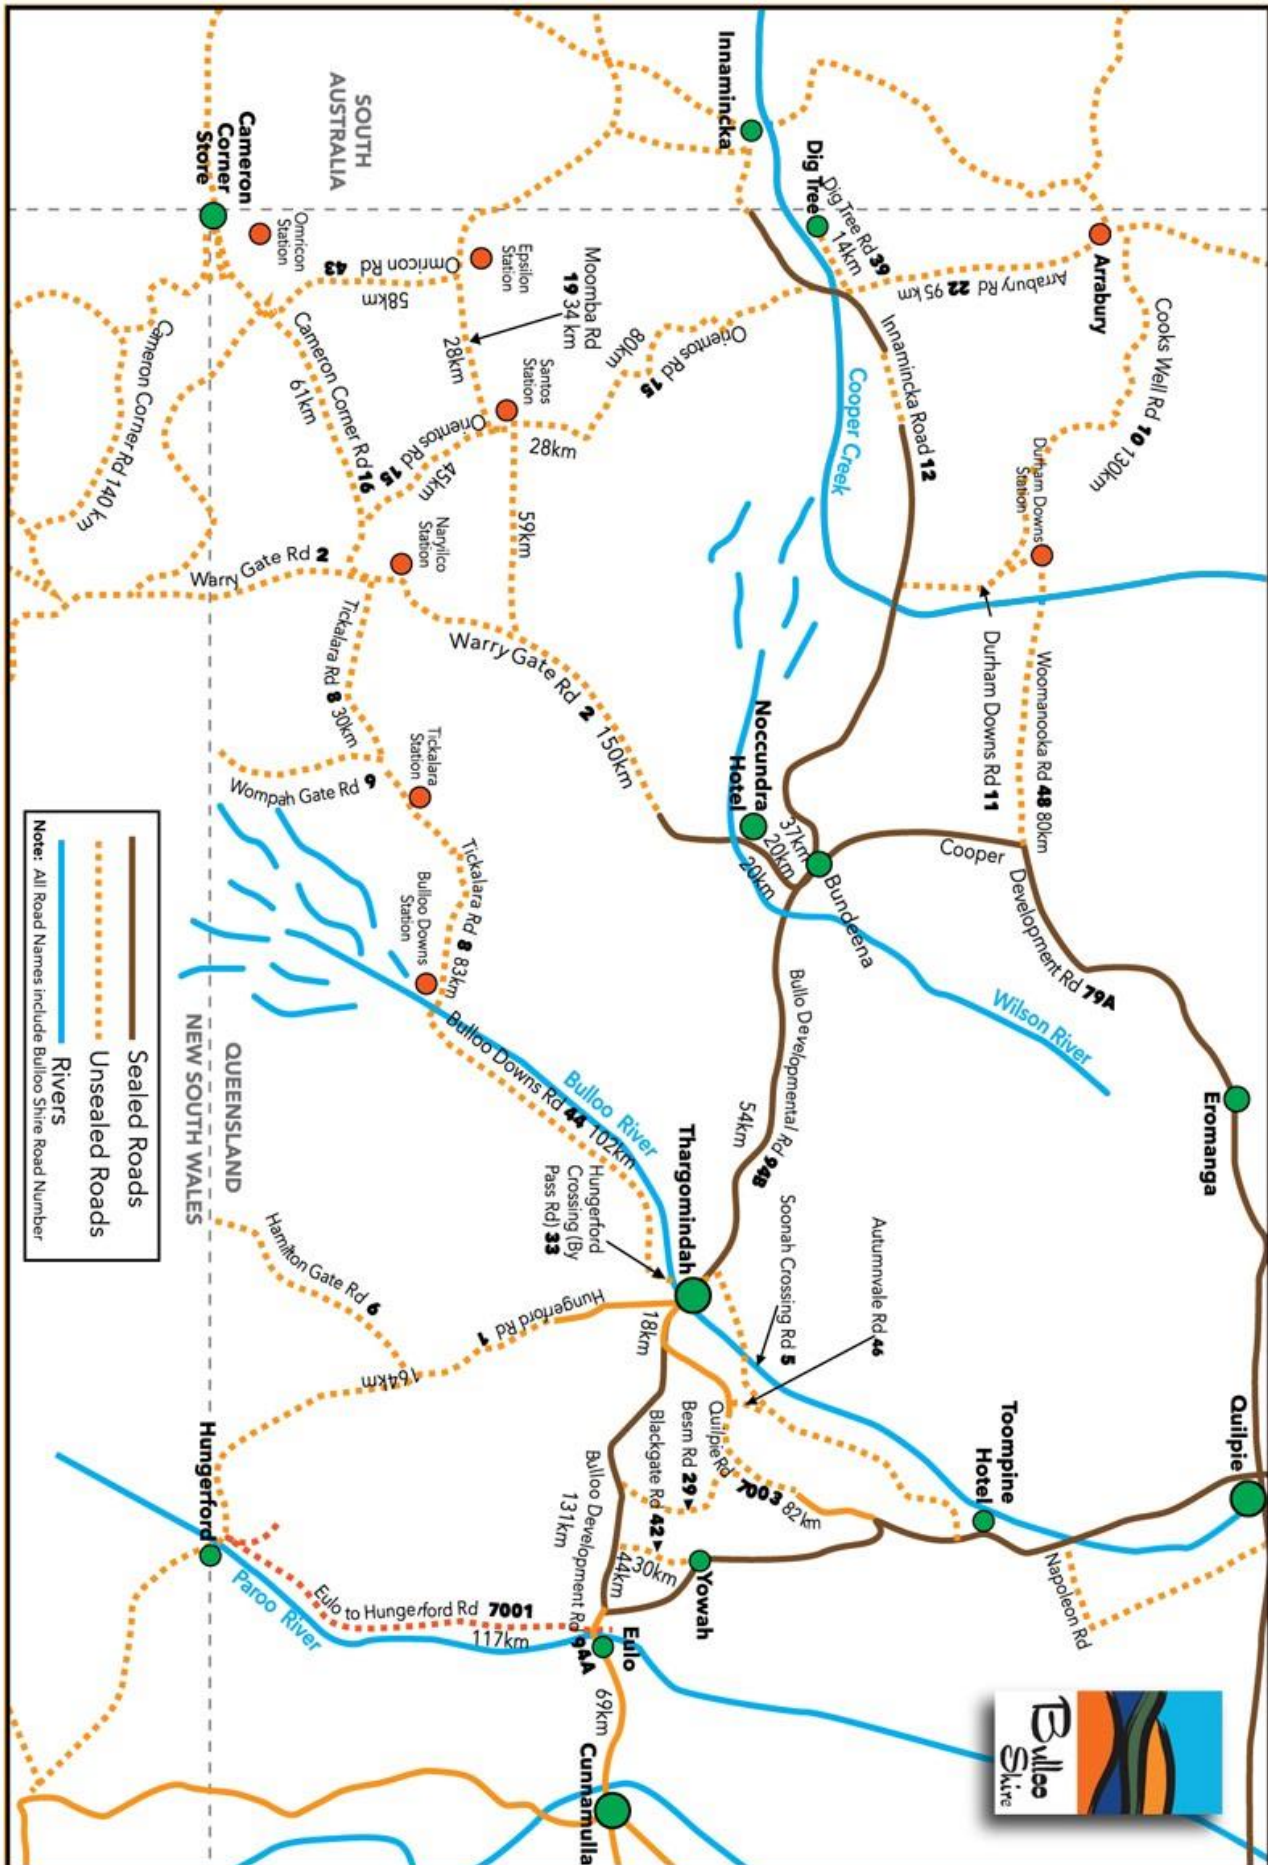 Innamincka
Dig Tree
Dig Tree Rd 39
14km
Arrabury Rd 22 95 km
Arrabury
Cooks Well Rd 10 130km
Durham Downs
Station
Innamincka Road 12
Cooper Creek
Durham Downs Rd 11
Woomanooka Rd 48 80km
SOUTH
AUSTRALIA
Cameron
Corner
Store
Omricon
Station
Omricon Rd 43
58km
Epsilon
Station
Moomba Rd
19 34 km
28km
Santos
Station
Orientos Rd 15
80km
28km
Orientos Rd 15
45km
59km
Cameron Corner Rd 16
61km
Cameron Corner Rd 140 km
Naryilco
Station
Warry Gate Rd 2
Warry Gate Rd 2 150km
Tickalara Rd 8 30km
Tickalara
Station
Wompah Gate Rd 9
Tickalara Rd 8 83km
Bulloo Downs
Station
Noccundra
Hotel
37km
20km
20km
Bundeena
Cooper
Development Rd 79A
Wilson River
Eromanga
Bullo Developmental Rd 94B
54km
Bulloo Downs Rd 44 102km
Bulloo River
Thargomindah
Hungerford
Crossing (By
Pass Rd) 33
Soonah Crossing Rd 5
Autumnvale Rd 46
Quilpie
Toompine
Hotel
Napoleon Rd
Quilpie Rd 7003 82km
Besm Rd 29
Blackgate Rd 42
18km
Bulloo Development Rd 94A
131km
44km
30km
Yowah
Eulo
69km
Cunnamulla
Hungerford Rd 1
164km
Hamilton Gate Rd 6
Hungerford
Paroo River
Eulo to Hungerford Rd 7001
117km
QUEENSLAND
NEW SOUTH WALES
Sealed Roads
Unsealed Roads
Rivers
Note: All Road Names include Bulloo Shire Road Number
Bulloo
Shire